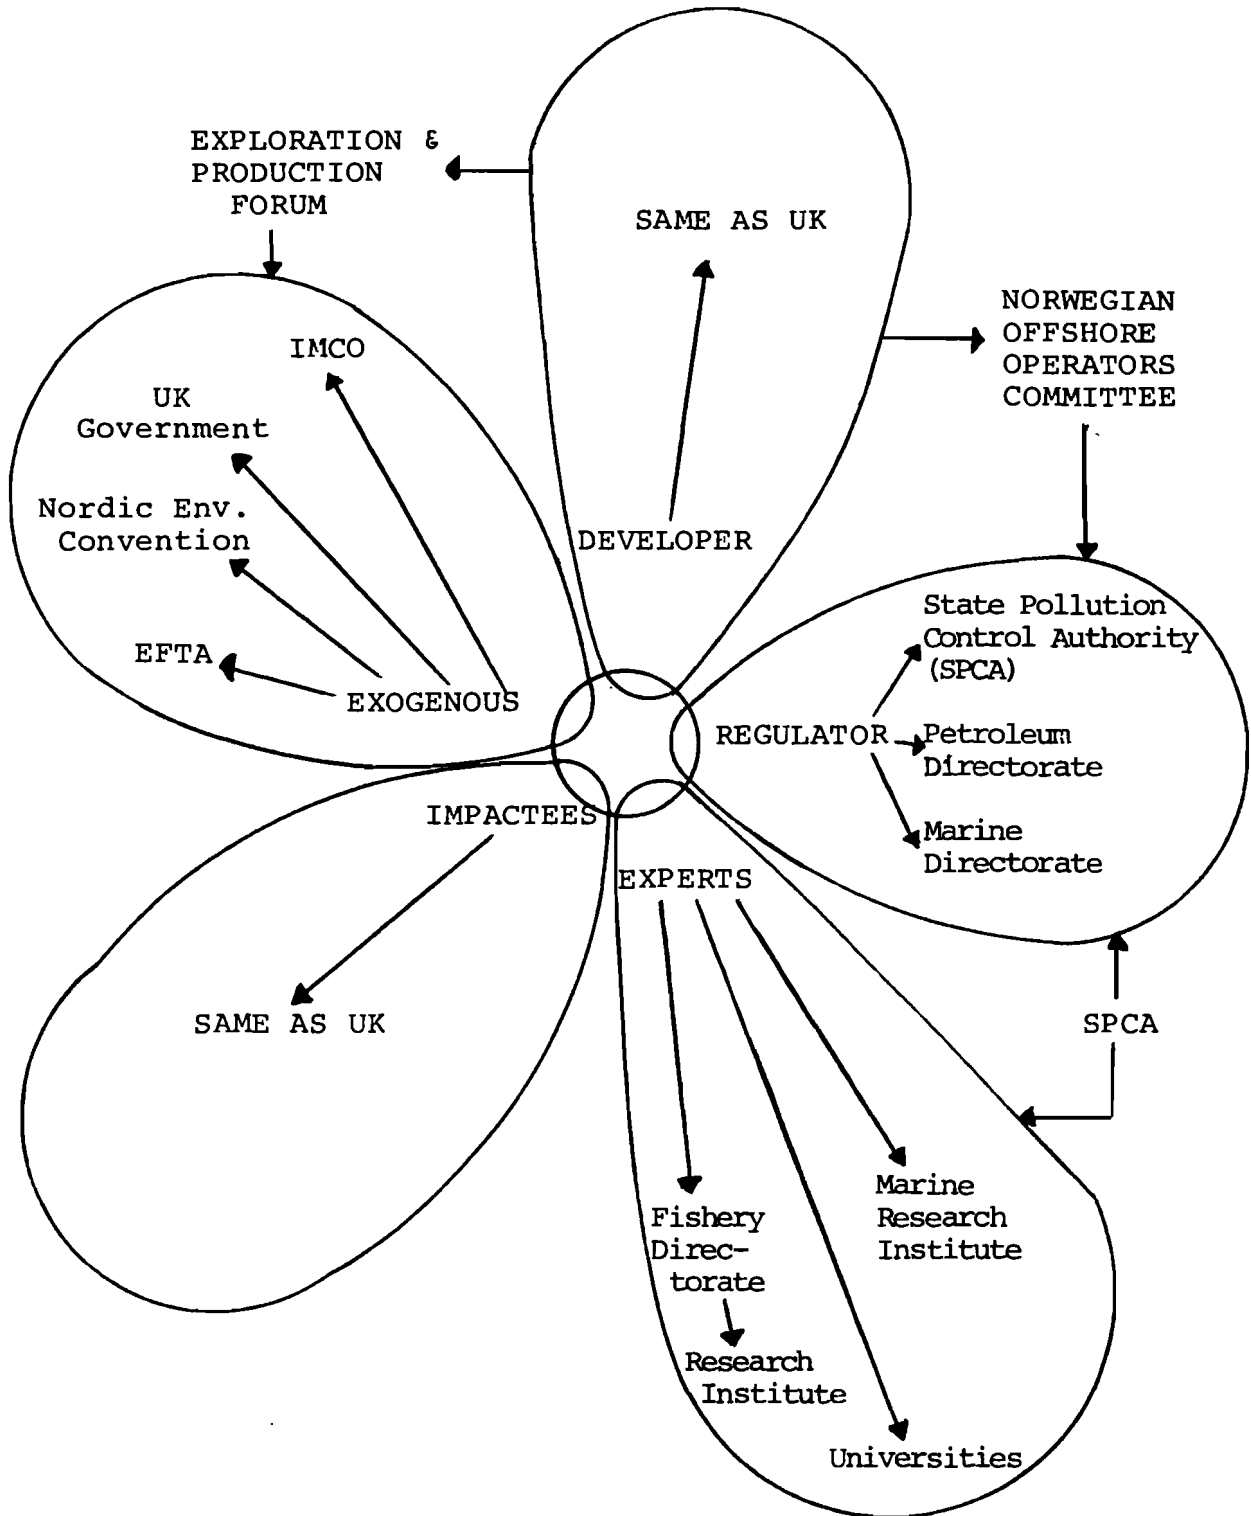 EXPLORATION &
PRODUCTION
FORUM
SAME AS UK
DEVELOPER
NORWEGIAN
OFFSHORE
OPERATORS
COMMITTEE
IMCO
UK
Government
Nordic Env.
Convention
EFTA
EXOGENOUS
State Pollution
Control Authority
(SPCA)
REGULATOR
Petroleum
Directorate
Marine
Directorate
IMPACTEES
SAME AS UK
EXPERTS
SPCA
Marine
Research
Institute
Fishery
Direc-
torate
Research
Institute
Universities